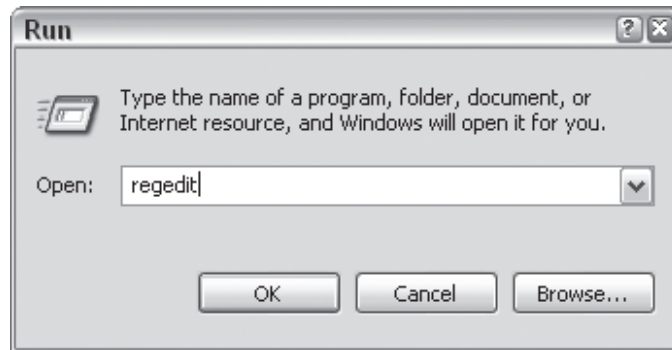 Run
Type the name of a program, folder, document, or
Internet resource, and Windows will open it for you.
Open: regedit
OK Cancel Browse...